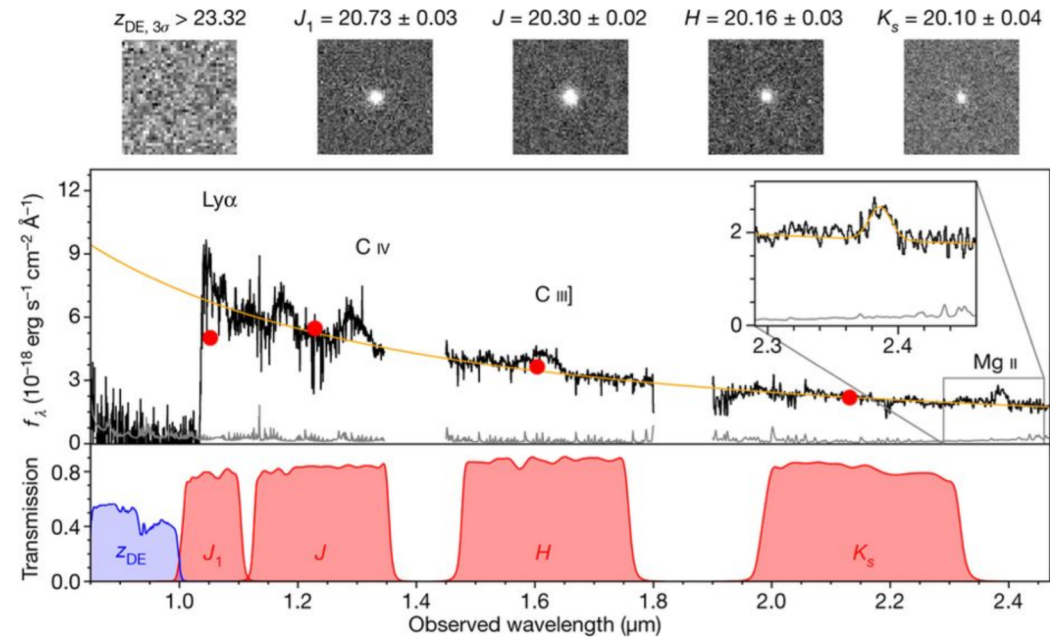 z_DE, 3σ > 23.32 J₁ = 20.73 ± 0.03 J = 20.30 ± 0.02 H = 20.16 ± 0.03 K_s = 20.10 ± 0.04
f_λ (10⁻¹⁸ erg s⁻¹ cm⁻² Å⁻¹)
12
9
6
3
0
Lyα
C IV
C III]
Mg II
2
0
2.3 2.4
Transmission
0.8
0.4
0.0
z_DE J₁ J H K_s
1.0 1.2 1.4 1.6 1.8 2.0 2.2 2.4
Observed wavelength (μm)